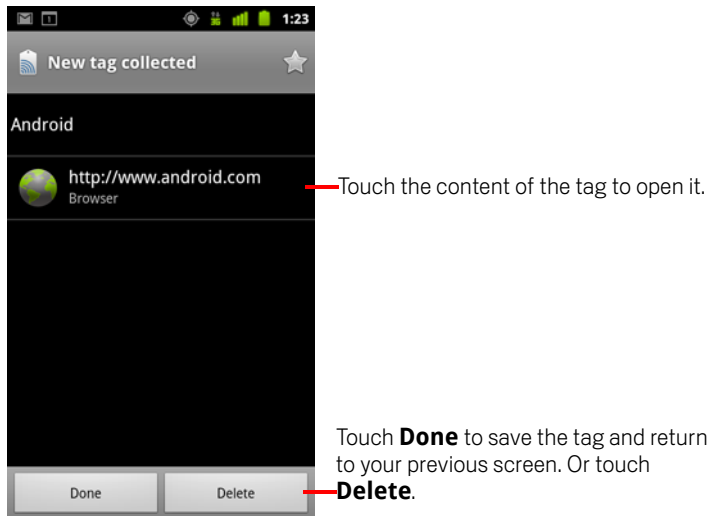 1:23
New tag collected
Android
http://www.android.com
Browser
Touch the content of the tag to open it.
Touch Done to save the tag and return
to your previous screen. Or touch
Delete.
Done
Delete